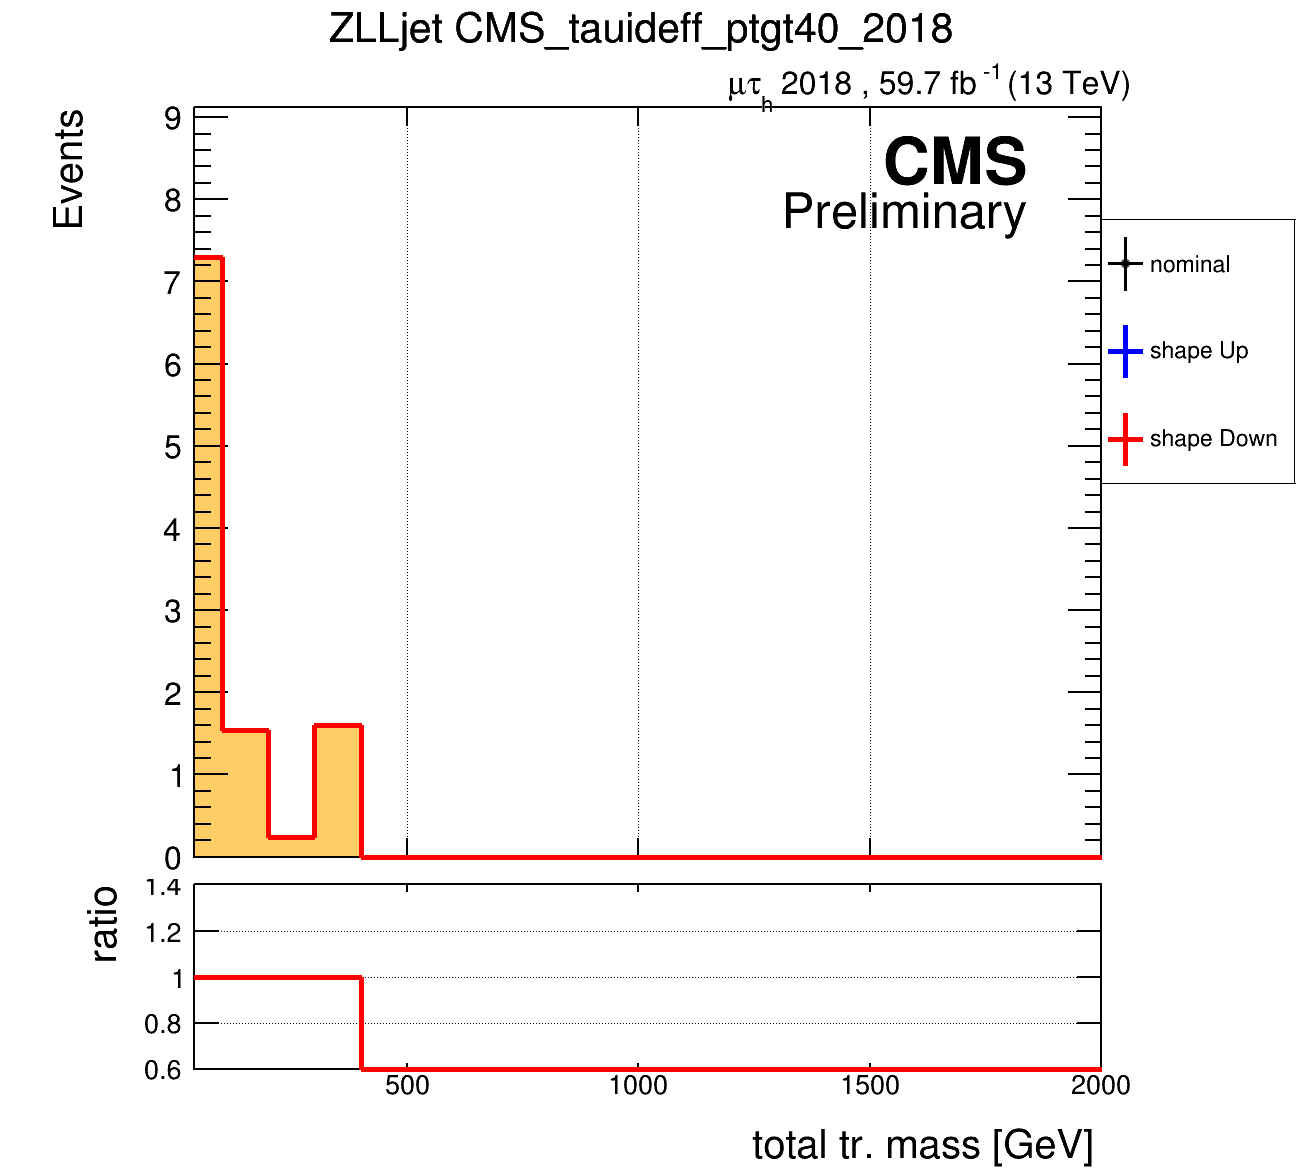 ZLLjet CMS_tauideff_ptgt40_2018
μτh 2018 , 59.7 fb-1 (13 TeV)
Events
9
8
7
6
5
4
3
2
1
0
CMS
Preliminary
nominal
shape Up
shape Down
ratio
1.4
1.2
1
0.8
0.6
500 1000 1500 2000
total tr. mass [GeV]